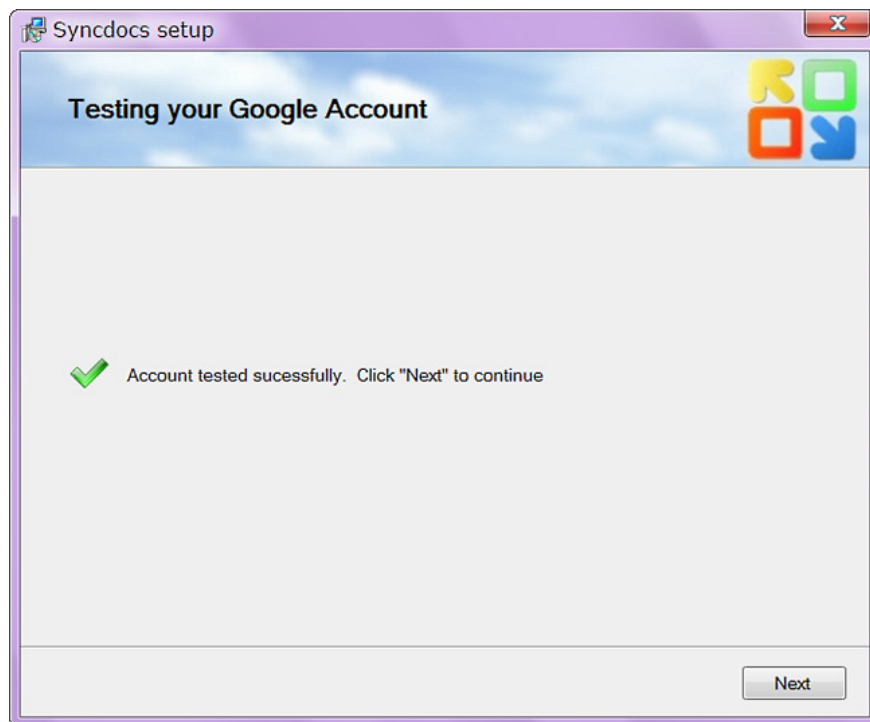 Syncdocs setup
Testing your Google Account
Account tested sucessfully.  Click "Next" to continue
Next